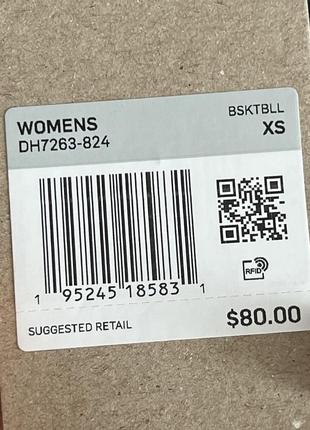 WOMENS
BSKTBLL
DH7263-824
XS
RFID
1 95245 18583 1
SUGGESTED RETAIL
$80.00